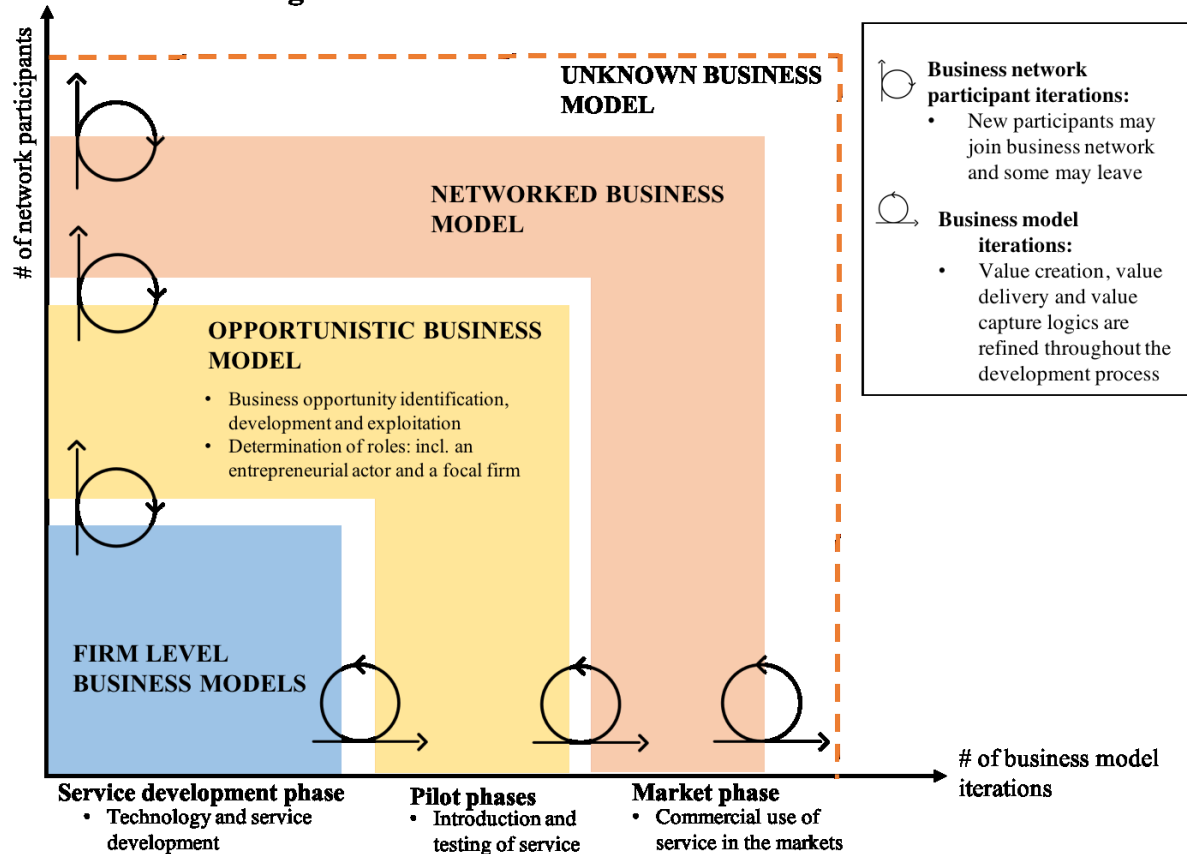 # of network participants
UNKNOWN BUSINESS
MODEL
NETWORKED BUSINESS
MODEL
OPPORTUNISTIC BUSINESS
MODEL
• Business opportunity identification,
development and exploitation
• Determination of roles: incl. an
entrepreneurial actor and a focal firm
FIRM LEVEL
BUSINESS MODELS
Service development phase
• Technology and service
development
Pilot phases
• Introduction and
testing of service
Market phase
• Commercial use of
service in the markets
# of business model
iterations
Business network
participant iterations:
• New participants may
join business network
and some may leave
Business model
iterations:
• Value creation, value
delivery and value
capture logics are
refined throughout the
development process